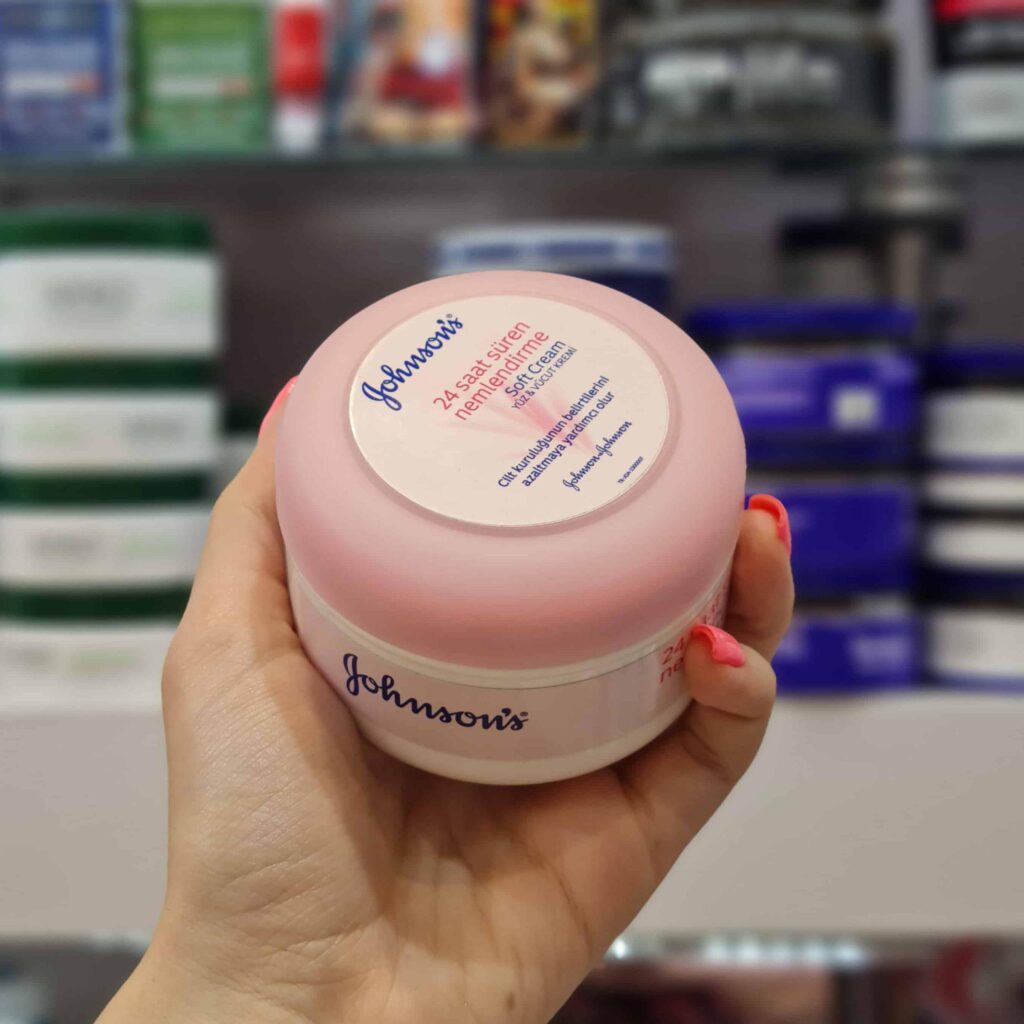 Johnson's®
24 saat süren
nemlendirme
Soft Cream
YÜZ & VÜCUT KREMİ
Cilt kuruluğunun belirtilerini
azaltmaya yardımcı olur
Johnson & Johnson
Johnson's®
24
ne